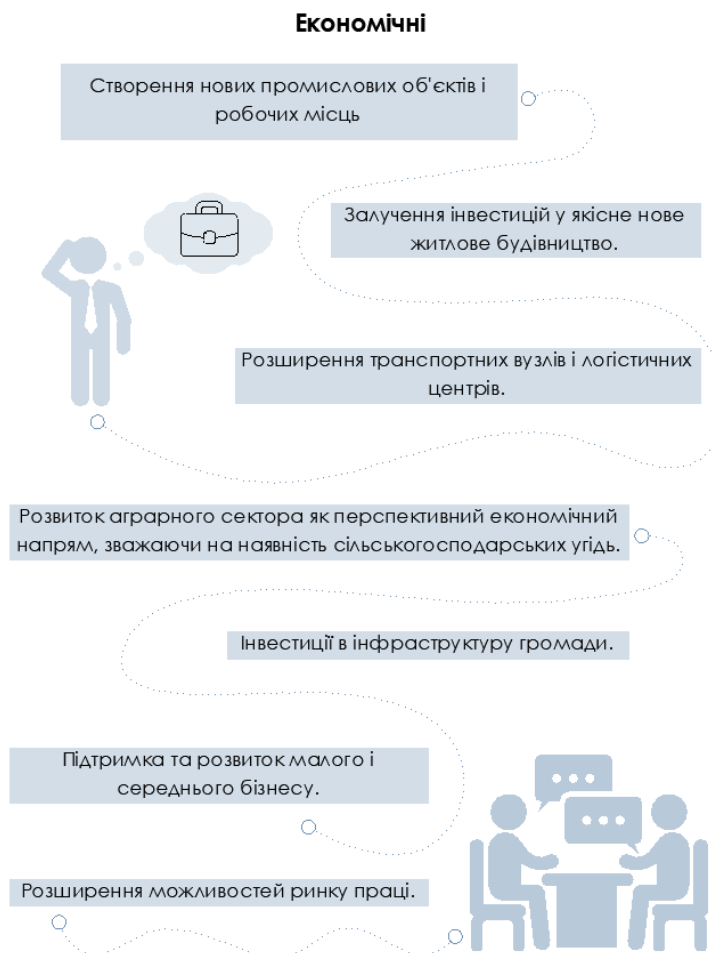 Економічні
Створення нових промислових об'єктів і
робочих місць
Залучення інвестицій у якісне нове
житлове будівництво.
Розширення транспортних вузлів і логістичних
центрів.
Розвиток аграрного сектора як перспективний економічний
напрям, зважаючи на наявність сільськогосподарських угідь.
Інвестиції в інфраструктуру громади.
Підтримка та розвиток малого і
середнього бізнесу.
Розширення можливостей ринку праці.